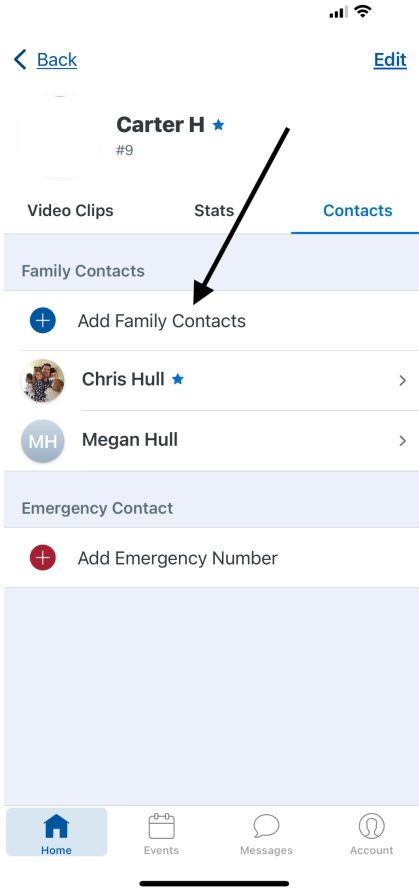 Back
Edit
Carter H
#9
Video Clips
Stats
Contacts
Family Contacts
Add Family Contacts
Chris Hull
MH
Megan Hull
Emergency Contact
Add Emergency Number
Home
Events
Messages
Account